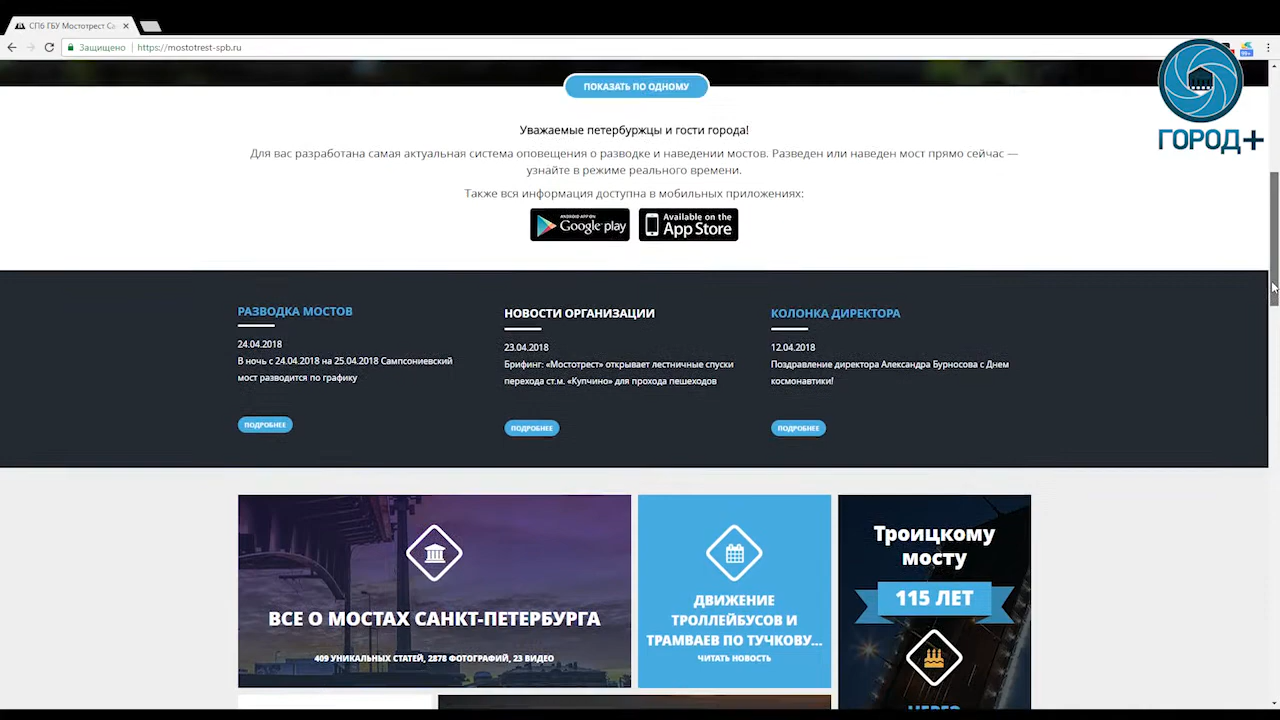 СПб ГБУ Мостотрест Са
Защищено
https://mostotrest-spb.ru
ГОРОД+
ПОКАЗАТЬ ПО ОДНОМУ
Уважаемые петербуржцы и гости города!
Для вас разработана самая актуальная система оповещения о разводке и наведении мостов. Разведен или наведен мост прямо сейчас —
узнайте в режиме реального времени.
Также вся информация доступна в мобильных приложениях:
ANDROID APP ON
Google play
Available on the
App Store
РАЗВОДКА МОСТОВ
24.04.2018
В ночь с 24.04.2018 на 25.04.2018 Сампсониевский
мост разводится по графику
ПОДРОБНЕЕ
НОВОСТИ ОРГАНИЗАЦИИ
23.04.2018
Брифинг: «Мостотрест» открывает лестничные спуски
перехода ст.м. «Купчино» для прохода пешеходов
ПОДРОБНЕЕ
КОЛОНКА ДИРЕКТОРА
12.04.2018
Поздравление директора Александра Бурносова с Днем
космонавтики!
ПОДРОБНЕЕ
ВСЕ О МОСТАХ САНКТ-ПЕТЕРБУРГА
409 УНИКАЛЬНЫХ СТАТЕЙ, 2878 ФОТОГРАФИЙ, 23 ВИДЕО
ДВИЖЕНИЕ
ТРОЛЛЕЙБУСОВ И
ТРАМВАЕВ ПО ТУЧКОВУ...
ЧИТАТЬ НОВОСТЬ
Троицкому
мосту
115 ЛЕТ
ЧЕРЕЗ